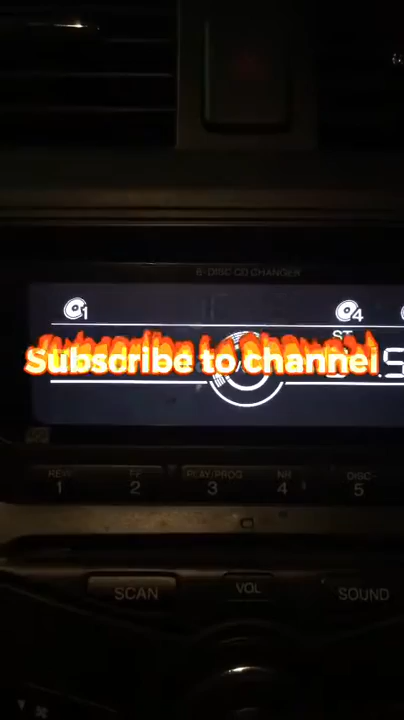 6-DISC CD CHANGER
1
4
ST
Subscribe to channel
5
REW FF PLAY/PROG NR DISC-
1 2 3 4 5
SCAN VOL SOUND